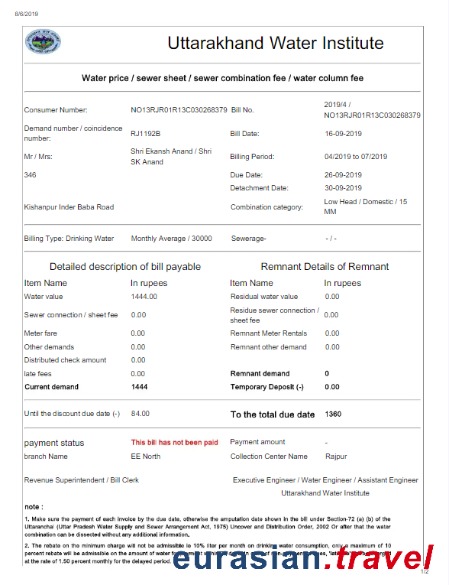 6/6/2019
Uttarakhand Water Institute
Water price / sewer sheet / sewer combination fee / water column fee
Consumer Number: NO13RJR01R13C030268379 Bill No. 2019/4 / NO13RJR01R13C030268379
Demand number / coincidence number: RJ1192B Bill Date: 16-09-2019
Mr / Mrs: Shri Ekansh Anand / Shri SK Anand Billing Period: 04/2019 to 07/2019
346 Due Date: 26-09-2019
Detachment Date: 30-09-2019
Kishanpur Inder Baba Road Combination category: Low Head / Domestic / 15 MM
Billing Type: Drinking Water Monthly Average / 30000 Sewerage- - / -
Detailed description of bill payable Remnant Details of Remnant
Item Name In rupees Item Name In rupees
Water value 1444.00 Residual water value 0.00
Sewer connection / sheet fee 0.00 Residue sewer connection / sheet fee 0.00
Meter fare 0.00 Remnant Meter Rentals 0.00
Other demands 0.00 Remnant other demand 0.00
Distributed check amount 0.00
late fees 0.00 Remnant demand 0
Current demand 1444 Temporary Deposit (-) 0.00
Until the discount due date (-) 84.00 To the total due date 1360
payment status This bill has not been paid Payment amount -
branch Name EE North Collection Center Name Rajpur
Revenue Superintendent / Bill Clerk Executive Engineer / Water Engineer / Assistant Engineer
Uttarakhand Water Institute
note :
1. Make sure the payment of each invoice by the due date, otherwise the amputation date shown in the bill under Section-72 (a) (b) of the
Uttarancha (Uttar Pradesh Water Supply and Sewer Arrangement Act, 1975) Uncover Debt Introduction, 2002 Or after that the water
combination can be dissected without any additional information.
2. The rebate on the minimum charge will not be admissible to 10% liter per month on drinking water consumption, only a maximum of 10
percent rebate will be admissible on the amount of water
at the rate of 1.50 percent monthly for the delayed period.
eurasian.travel
1/2